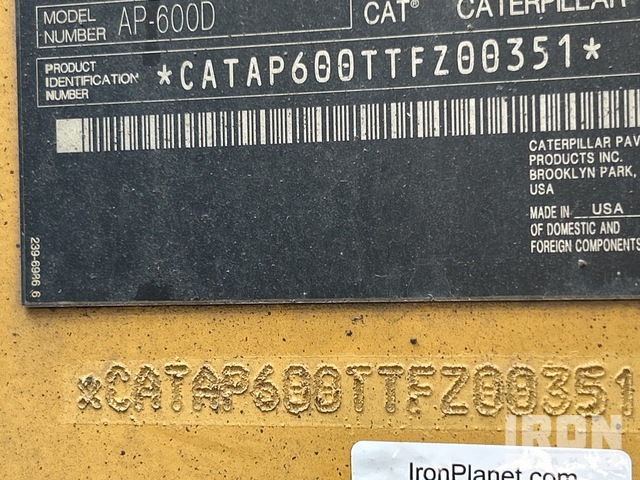 MODEL NUMBER AP-600D
CAT® CATERPILLAR
PRODUCT IDENTIFICATION NUMBER *CATAP600TTFZ00351*
CATERPILLAR PAV
PRODUCTS INC.
BROOKLYN PARK,
USA
MADE IN USA
OF DOMESTIC AND
FOREIGN COMPONENTS
239-6986 6
*CATAP600TTFZ00351
IRON
IronPlanet.com